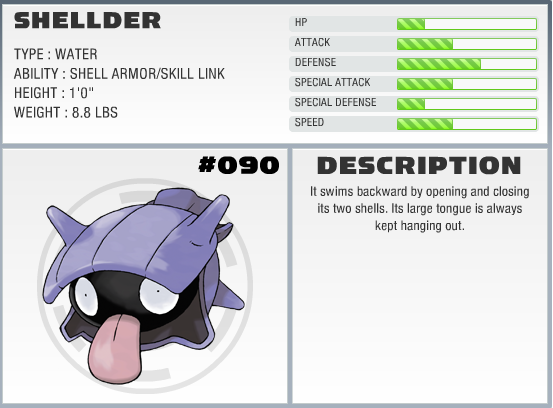 SHELLDER
TYPE : WATER
ABILITY : SHELL ARMOR/SKILL LINK
HEIGHT : 1'0"
WEIGHT : 8.8 LBS
HP
ATTACK
DEFENSE
SPECIAL ATTACK
SPECIAL DEFENSE
SPEED
#090
DESCRIPTION
It swims backward by opening and closing
its two shells. Its large tongue is always
kept hanging out.